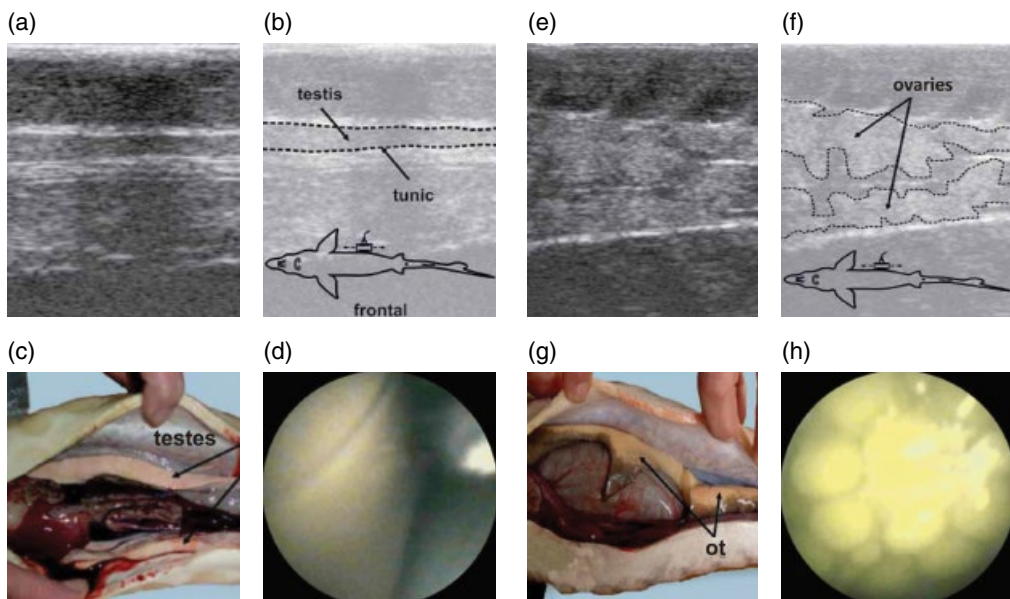 (a)
(b)
(e)
(f)
testis
tunic
frontal
ovaries
(c)
(d)
(g)
(h)
testes
ot